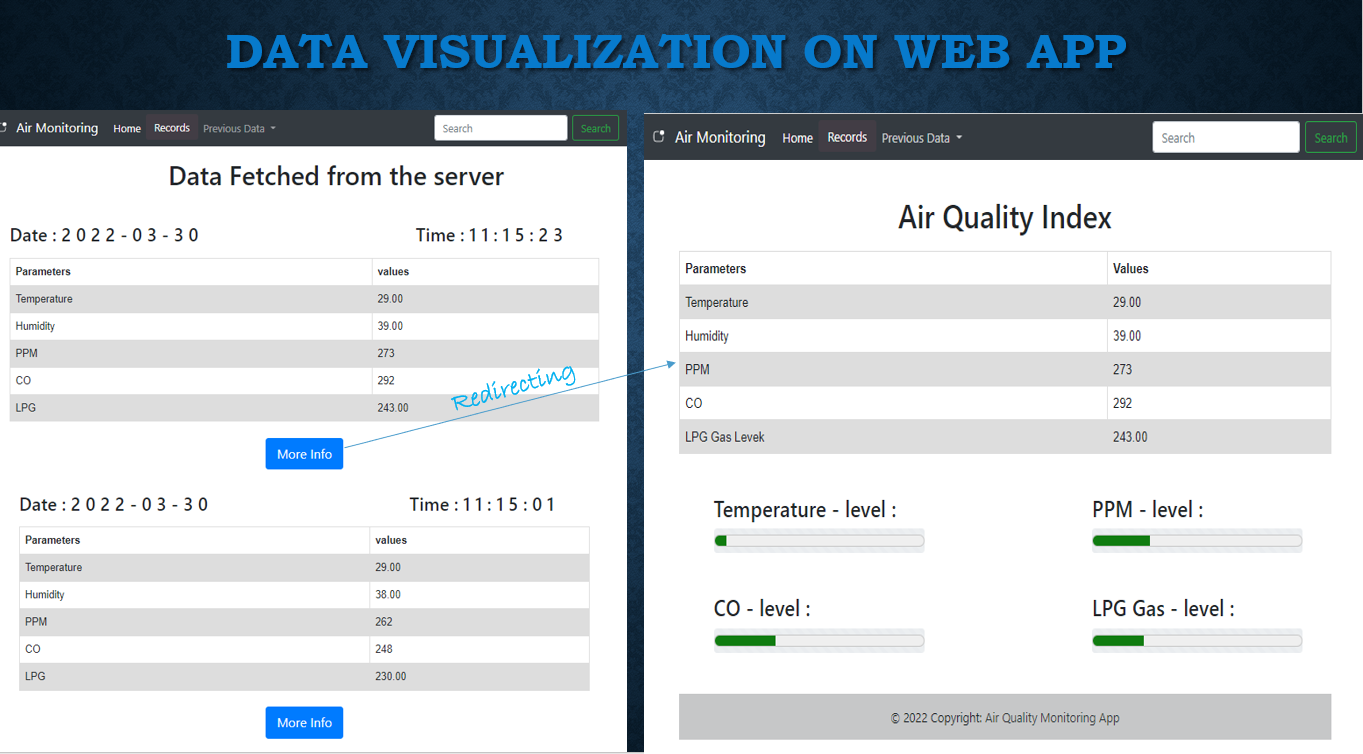 DATA VISUALIZATION ON WEB APP
Air Monitoring Home Records Previous Data Search Search
Data Fetched from the server
Date : 2 0 2 2 - 0 3 - 3 0 Time : 1 1 : 1 5 : 2 3
Parameters values
Temperature 29.00
Humidity 39.00
PPM 273
CO 292
LPG 243.00
More Info
Redirecting
Date : 2 0 2 2 - 0 3 - 3 0 Time : 1 1 : 1 5 : 0 1
Parameters values
Temperature 29.00
Humidity 38.00
PPM 262
CO 248
LPG 230.00
More Info
Air Monitoring Home Records Previous Data Search Search
Air Quality Index
Parameters Values
Temperature 29.00
Humidity 39.00
PPM 273
CO 292
LPG Gas Levek 243.00
Temperature - level : PPM - level :
CO - level : LPG Gas - level :
© 2022 Copyright: Air Quality Monitoring App